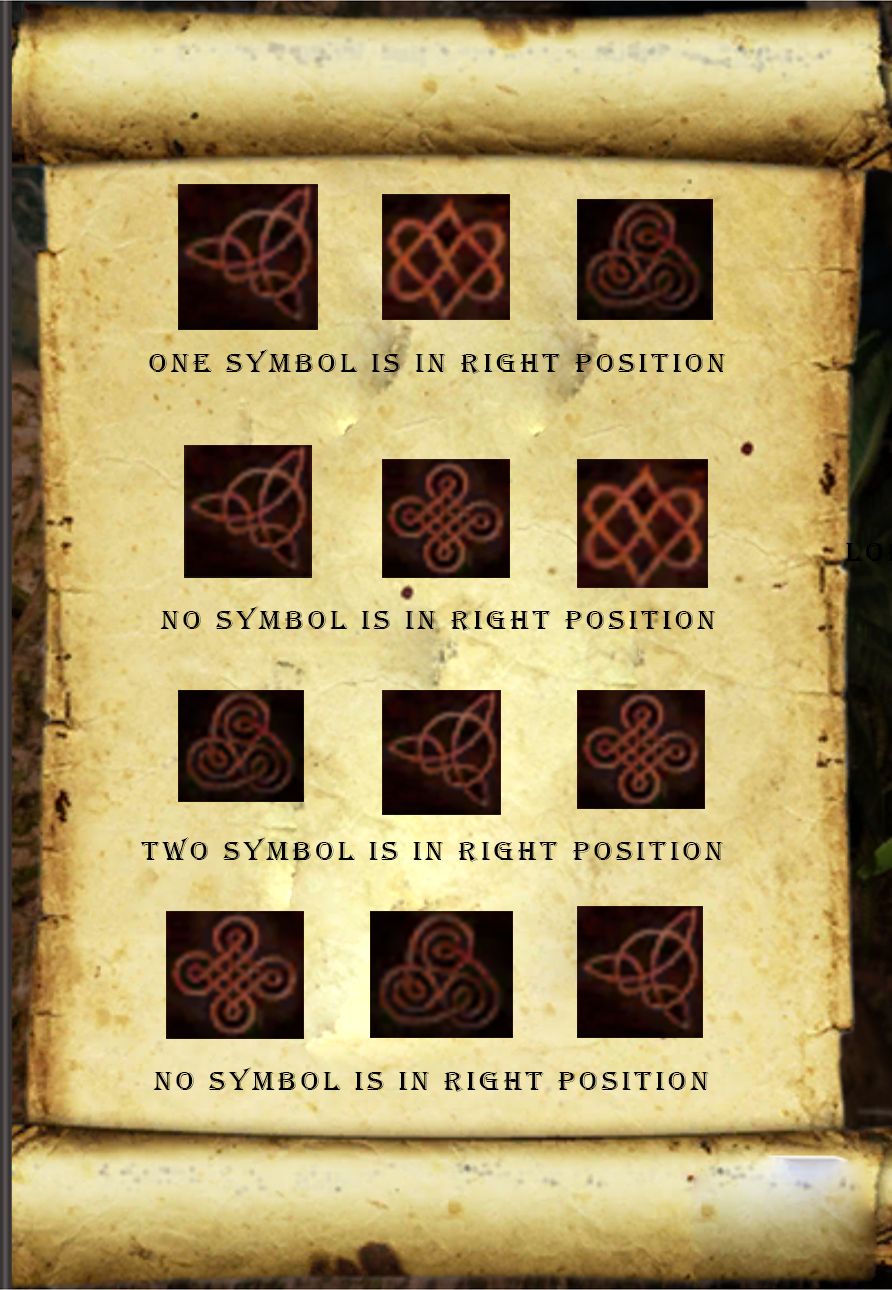 ONE SYMBOL IS IN RIGHT POSITION
NO SYMBOL IS IN RIGHT POSITION
TWO SYMBOL IS IN RIGHT POSITION
NO SYMBOL IS IN RIGHT POSITION